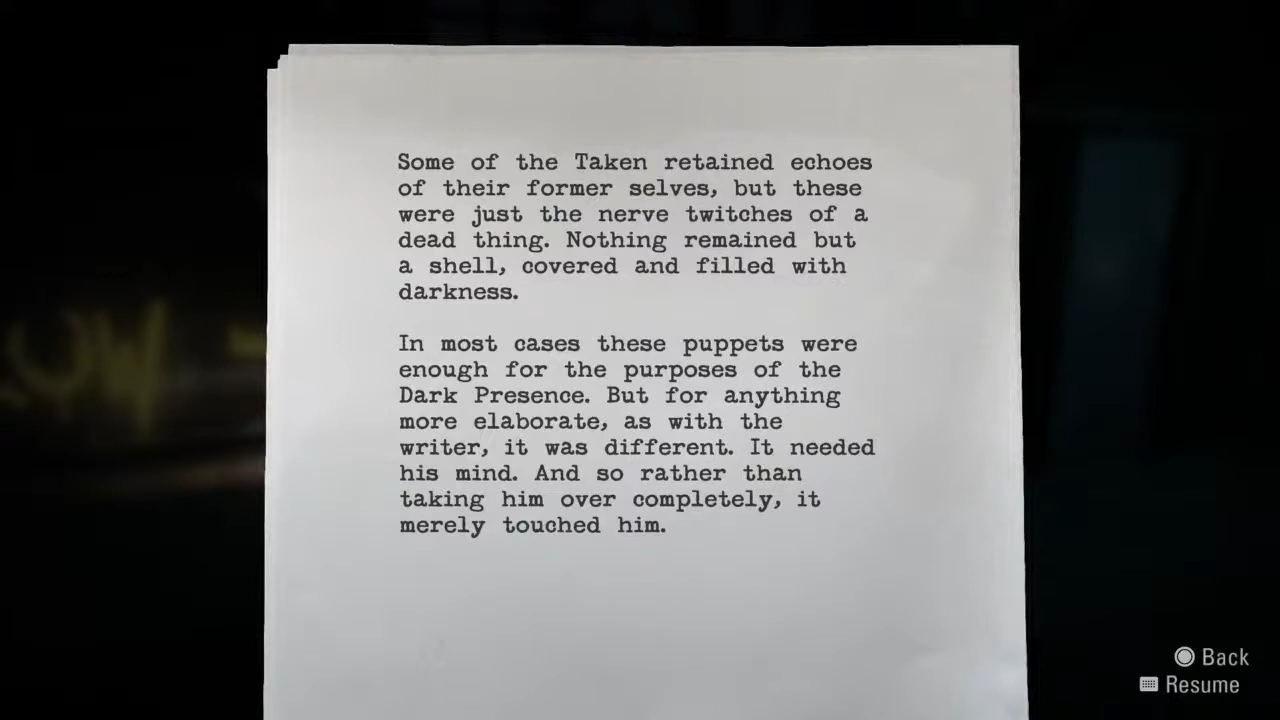 Some of the Taken retained echoes
of their former selves, but these
were just the nerve twitches of a
dead thing. Nothing remained but
a shell, covered and filled with
darkness.
In most cases these puppets were
enough for the purposes of the
Dark Presence. But for anything
more elaborate, as with the
writer, it was different. It needed
his mind. And so rather than
taking him over completely, it
merely touched him.
Back
Resume